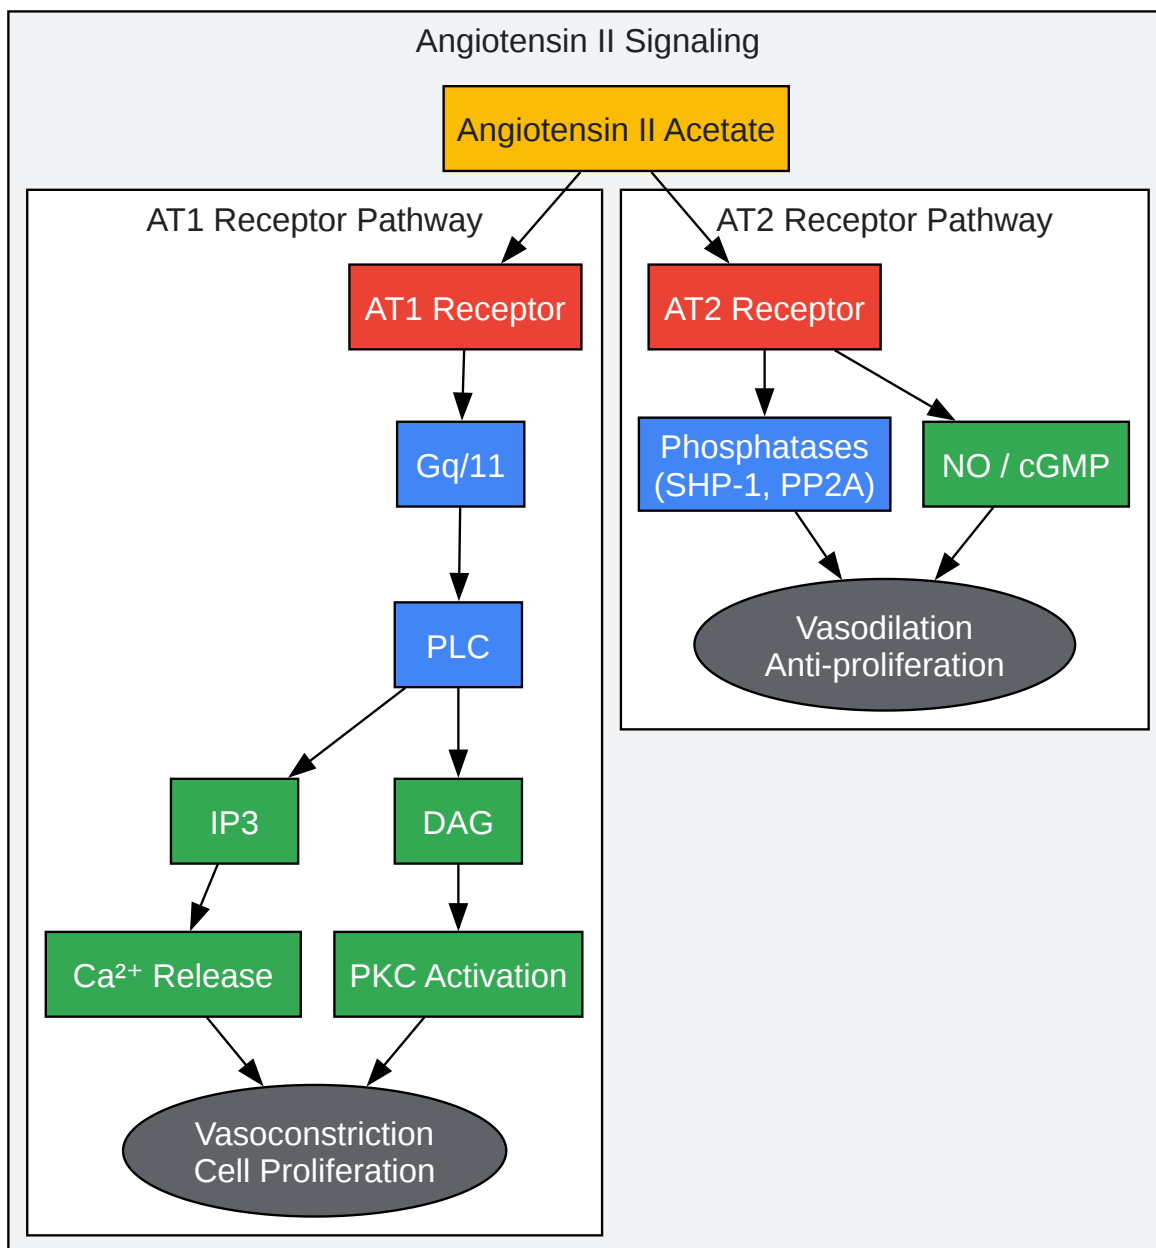 Angiotensin II Signaling
Angiotensin II Acetate
AT1 Receptor Pathway
AT2 Receptor Pathway
AT1 Receptor
AT2 Receptor
Gq/11
Phosphatases
(SHP-1, PP2A)
NO / cGMP
PLC
Vasodilation
Anti-proliferation
IP3
DAG
Ca²⁺ Release
PKC Activation
Vasoconstriction
Cell Proliferation